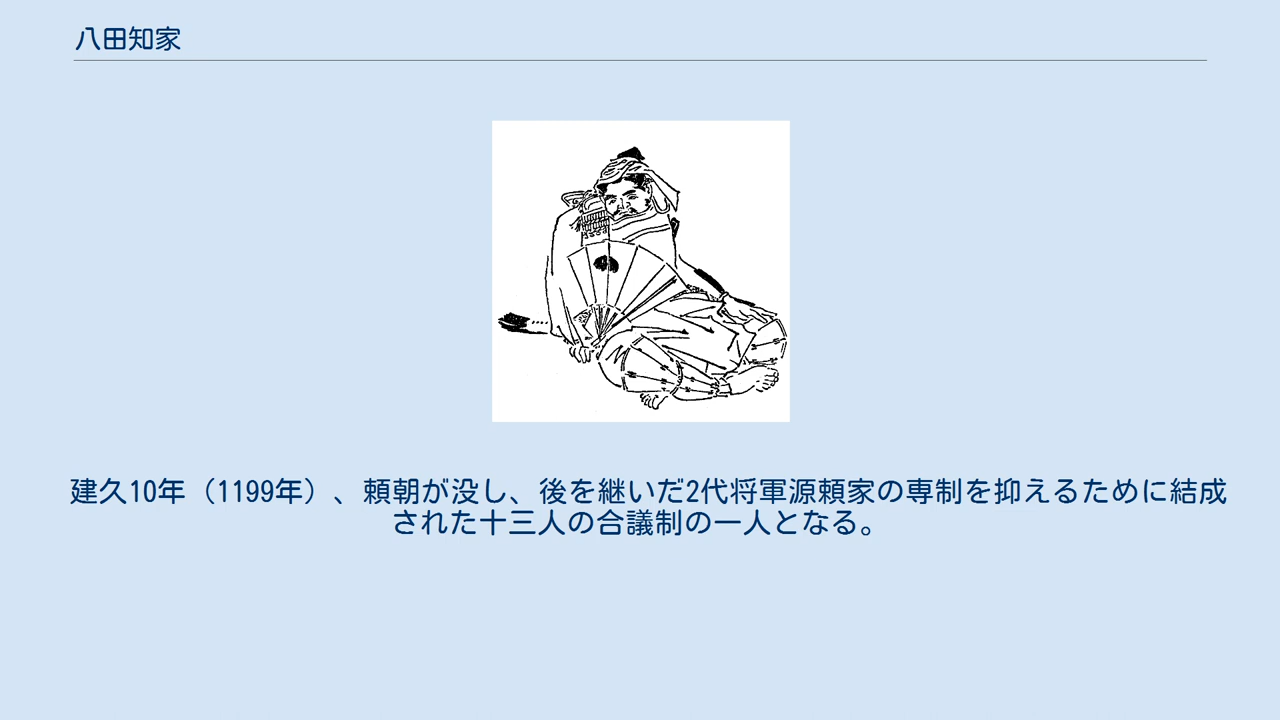 八田知家
建久10年（1199年）、頼朝が没し、後を継いだ2代将軍源頼家の専制を抑えるために結成
された十三人の合議制の一人となる。